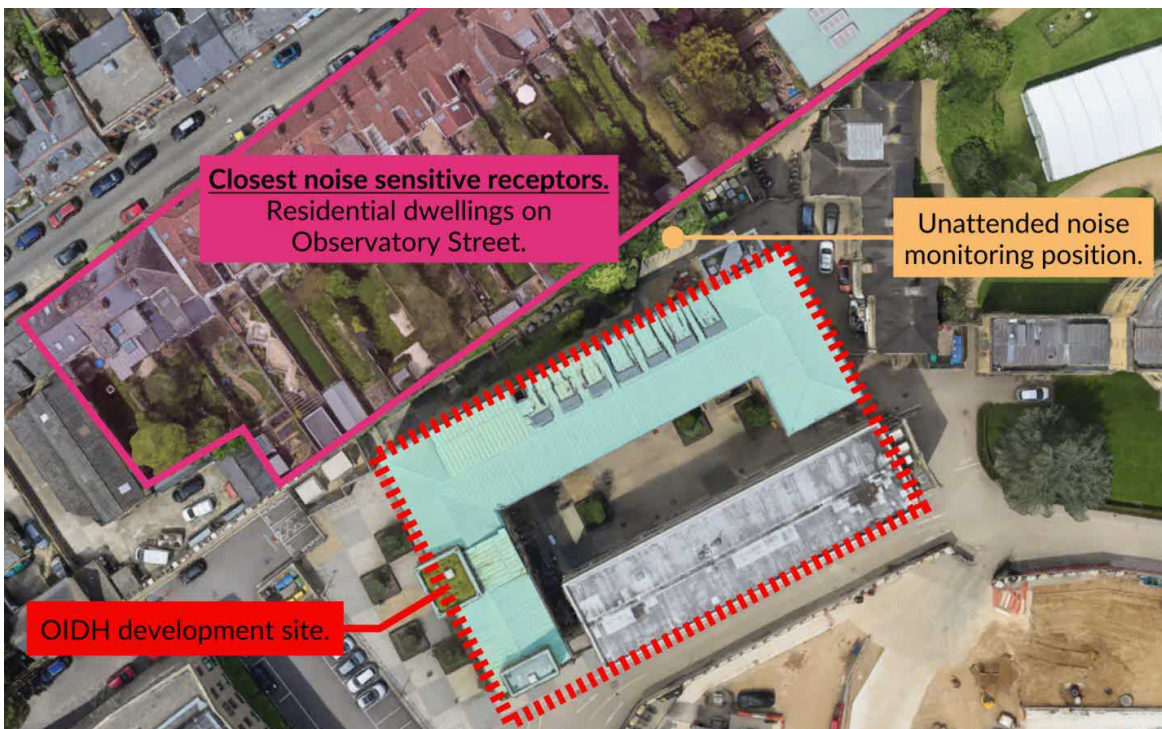 Closest noise sensitive receptors.
Residential dwellings on
Observatory Street.
Unattended noise
monitoring position.
OIDH development site.